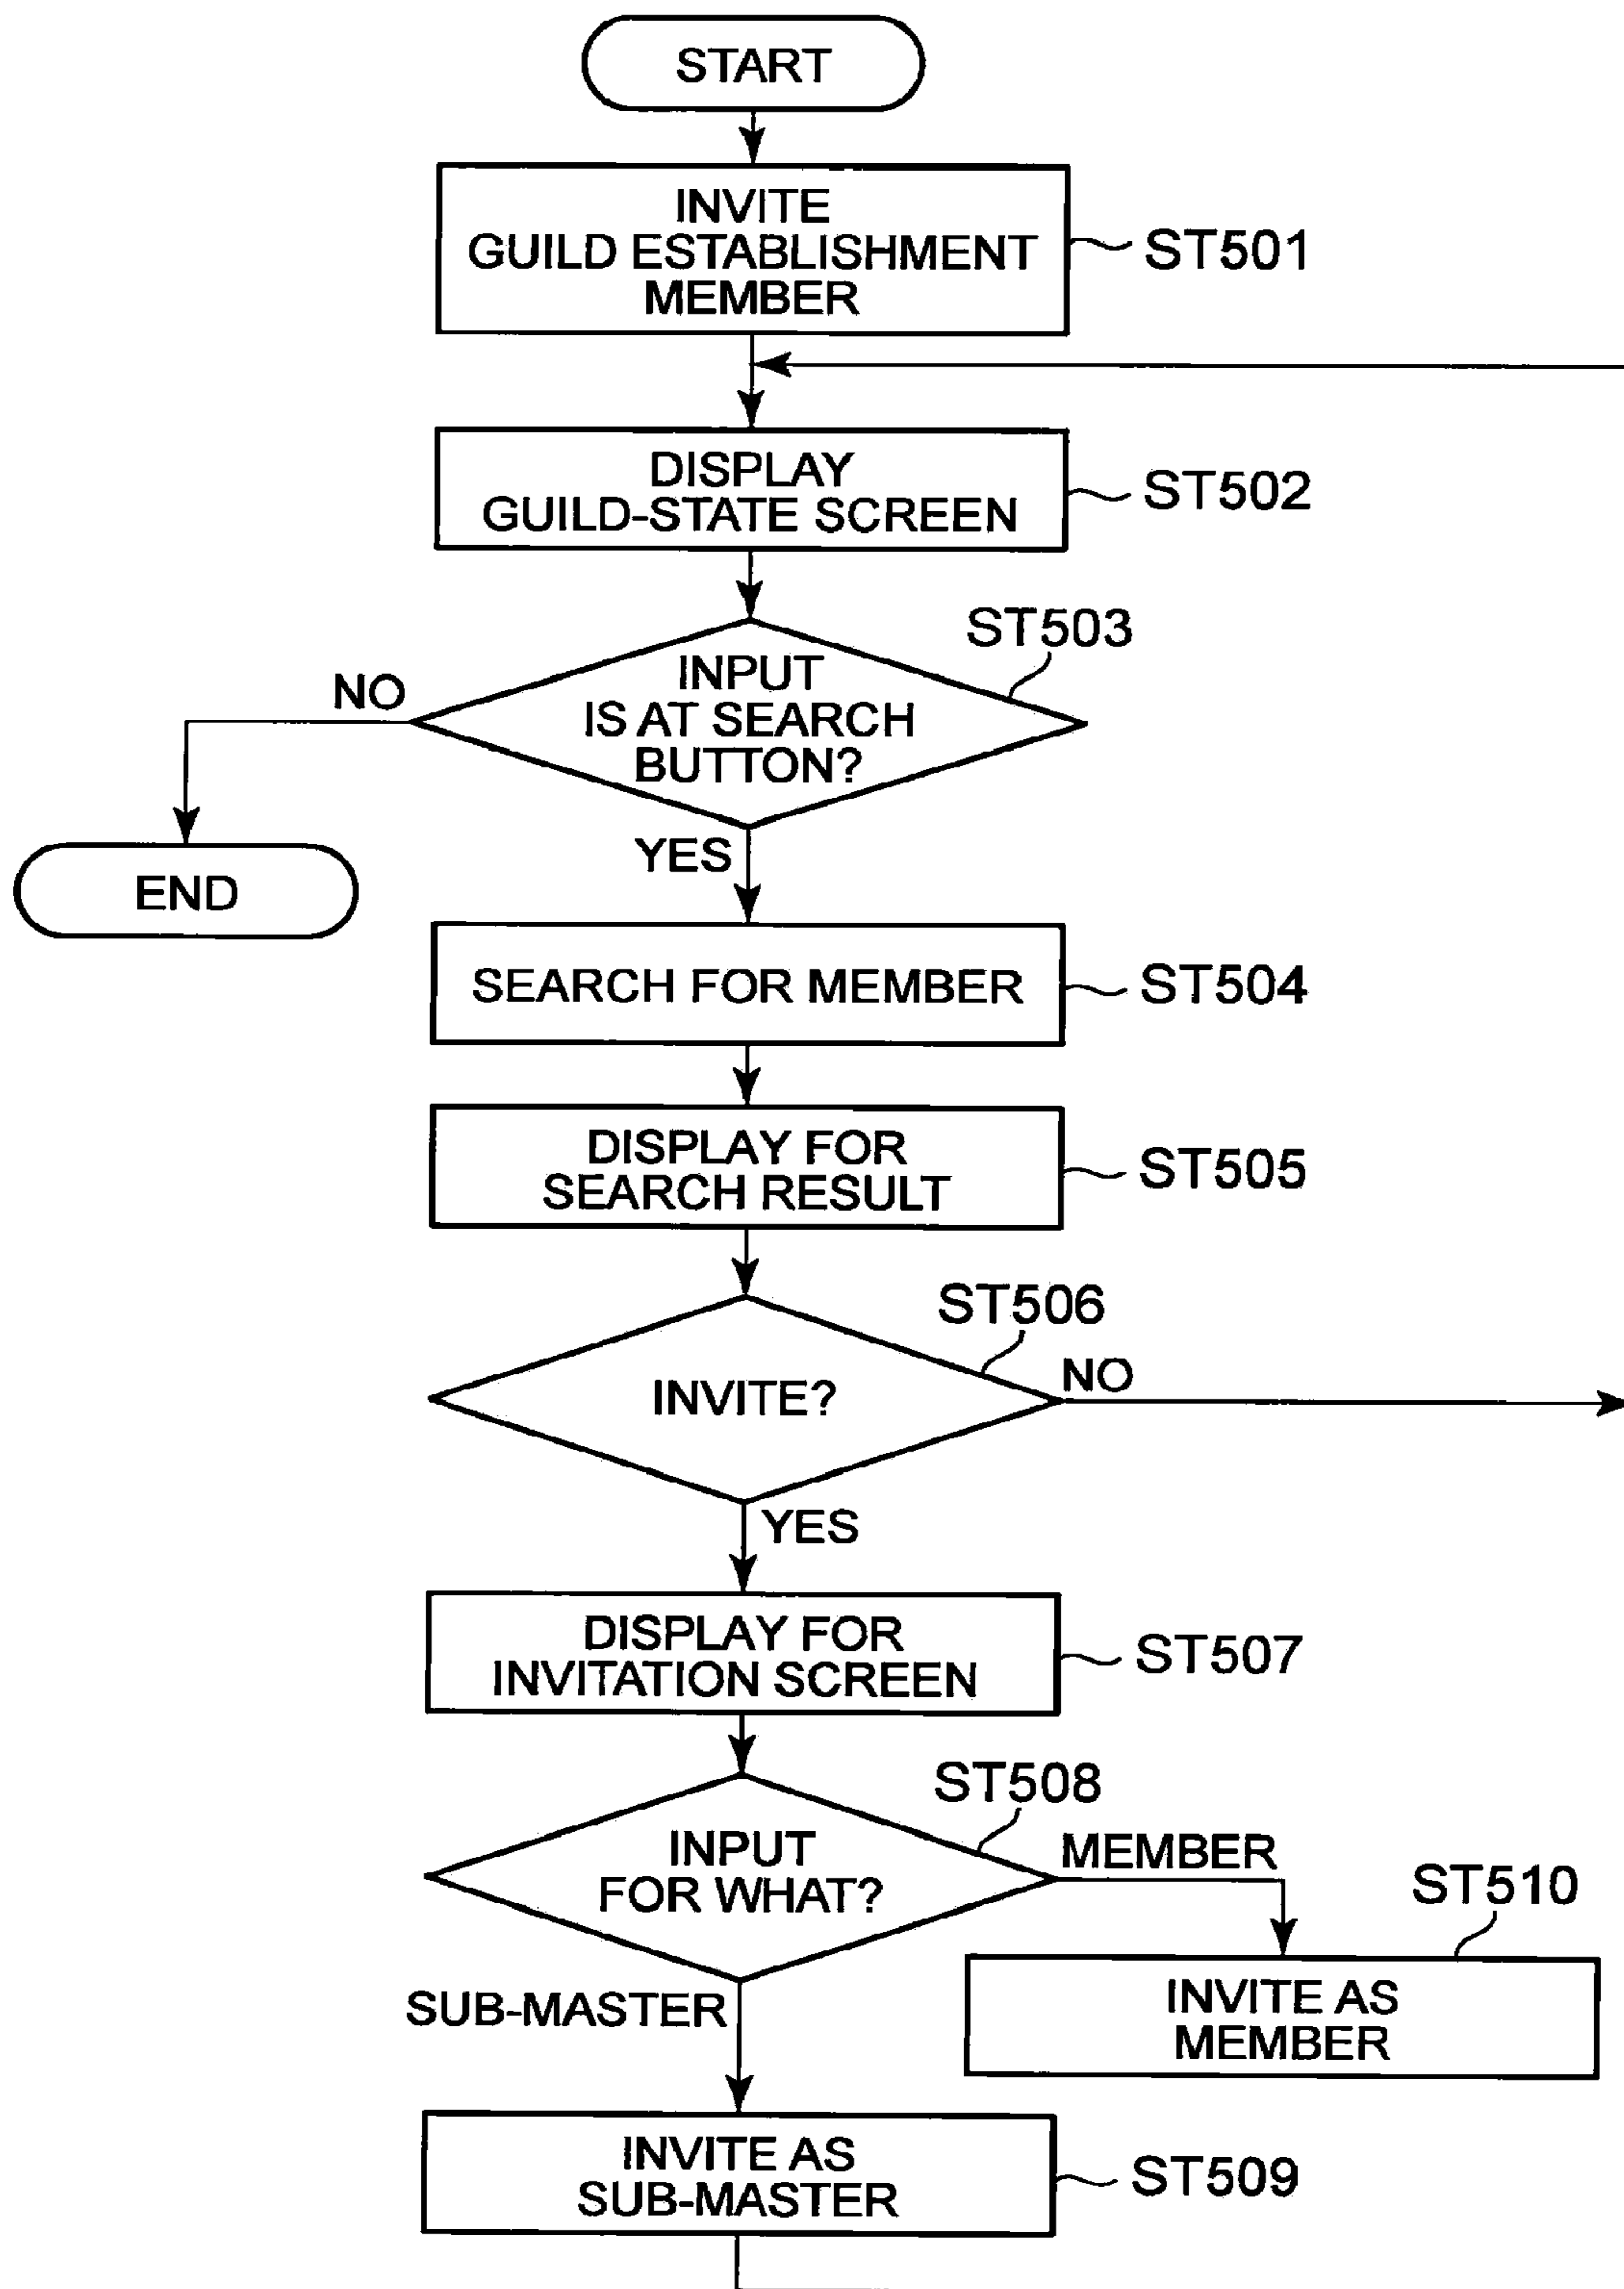 START
INVITE
GUILD ESTABLISHMENT
MEMBER
ST501
DISPLAY
GUILD-STATE SCREEN
ST502
ST503
INPUT
IS AT SEARCH
BUTTON?
NO
END
YES
SEARCH FOR MEMBER
ST504
DISPLAY FOR
SEARCH RESULT
ST505
ST506
INVITE?
NO
YES
DISPLAY FOR
INVITATION SCREEN
ST507
ST508
INPUT
FOR WHAT?
MEMBER
ST510
INVITE AS
MEMBER
SUB-MASTER
INVITE AS
SUB-MASTER
ST509